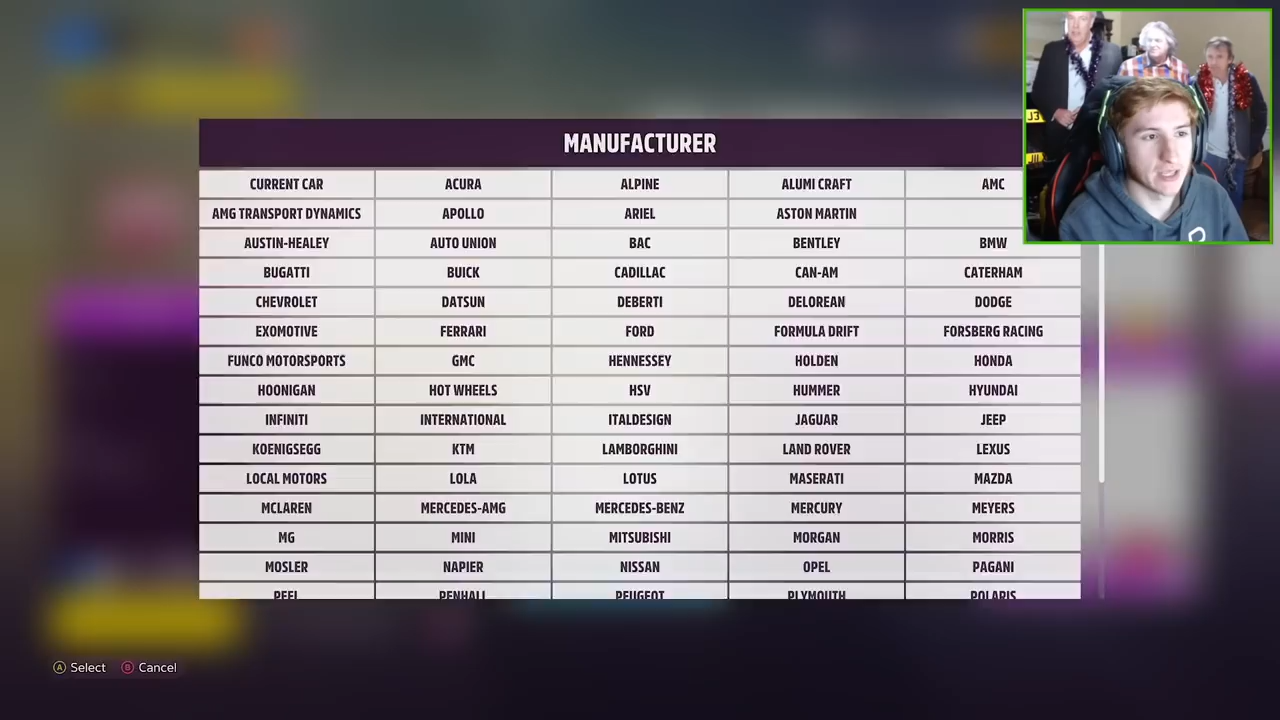 MANUFACTURER
CURRENT CAR ACURA ALPINE ALUMI CRAFT AMC
AMG TRANSPORT DYNAMICS APOLLO ARIEL ASTON MARTIN
AUSTIN-HEALEY AUTO UNION BAC BENTLEY BMW
BUGATTI BUICK CADILLAC CAN-AM CATERHAM
CHEVROLET DATSUN DEBERTI DELOREAN DODGE
EXOMOTIVE FERRARI FORD FORMULA DRIFT FORSBERG RACING
FUNCO MOTORSPORTS GMC HENNESSEY HOLDEN HONDA
HOONIGAN HOT WHEELS HSV HUMMER HYUNDAI
INFINITI INTERNATIONAL ITALDESIGN JAGUAR JEEP
KOENIGSEGG KTM LAMBORGHINI LAND ROVER LEXUS
LOCAL MOTORS LOLA LOTUS MASERATI MAZDA
MCLAREN MERCEDES-AMG MERCEDES-BENZ MERCURY MEYERS
MG MINI MITSUBISHI MORGAN MORRIS
MOSLER NAPIER NISSAN OPEL PAGANI
PEEL PENHALL PEUGEOT PLYMOUTH POLARIS
A Select B Cancel